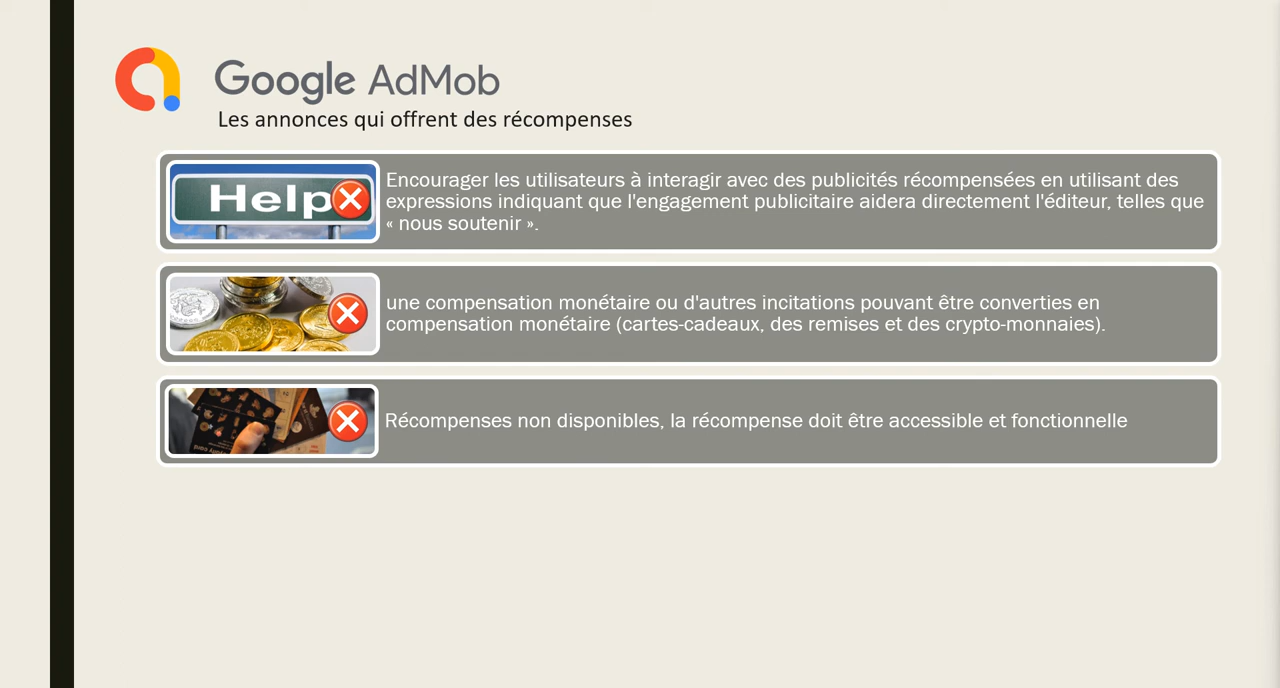 Google AdMob
Les annonces qui offrent des récompenses
Help
Encourager les utilisateurs à interagir avec des publicités récompensées en utilisant des
expressions indiquant que l'engagement publicitaire aidera directement l'éditeur, telles que
« nous soutenir ».
une compensation monétaire ou d'autres incitations pouvant être converties en
compensation monétaire (cartes-cadeaux, des remises et des crypto-monnaies).
Récompenses non disponibles, la récompense doit être accessible et fonctionnelle